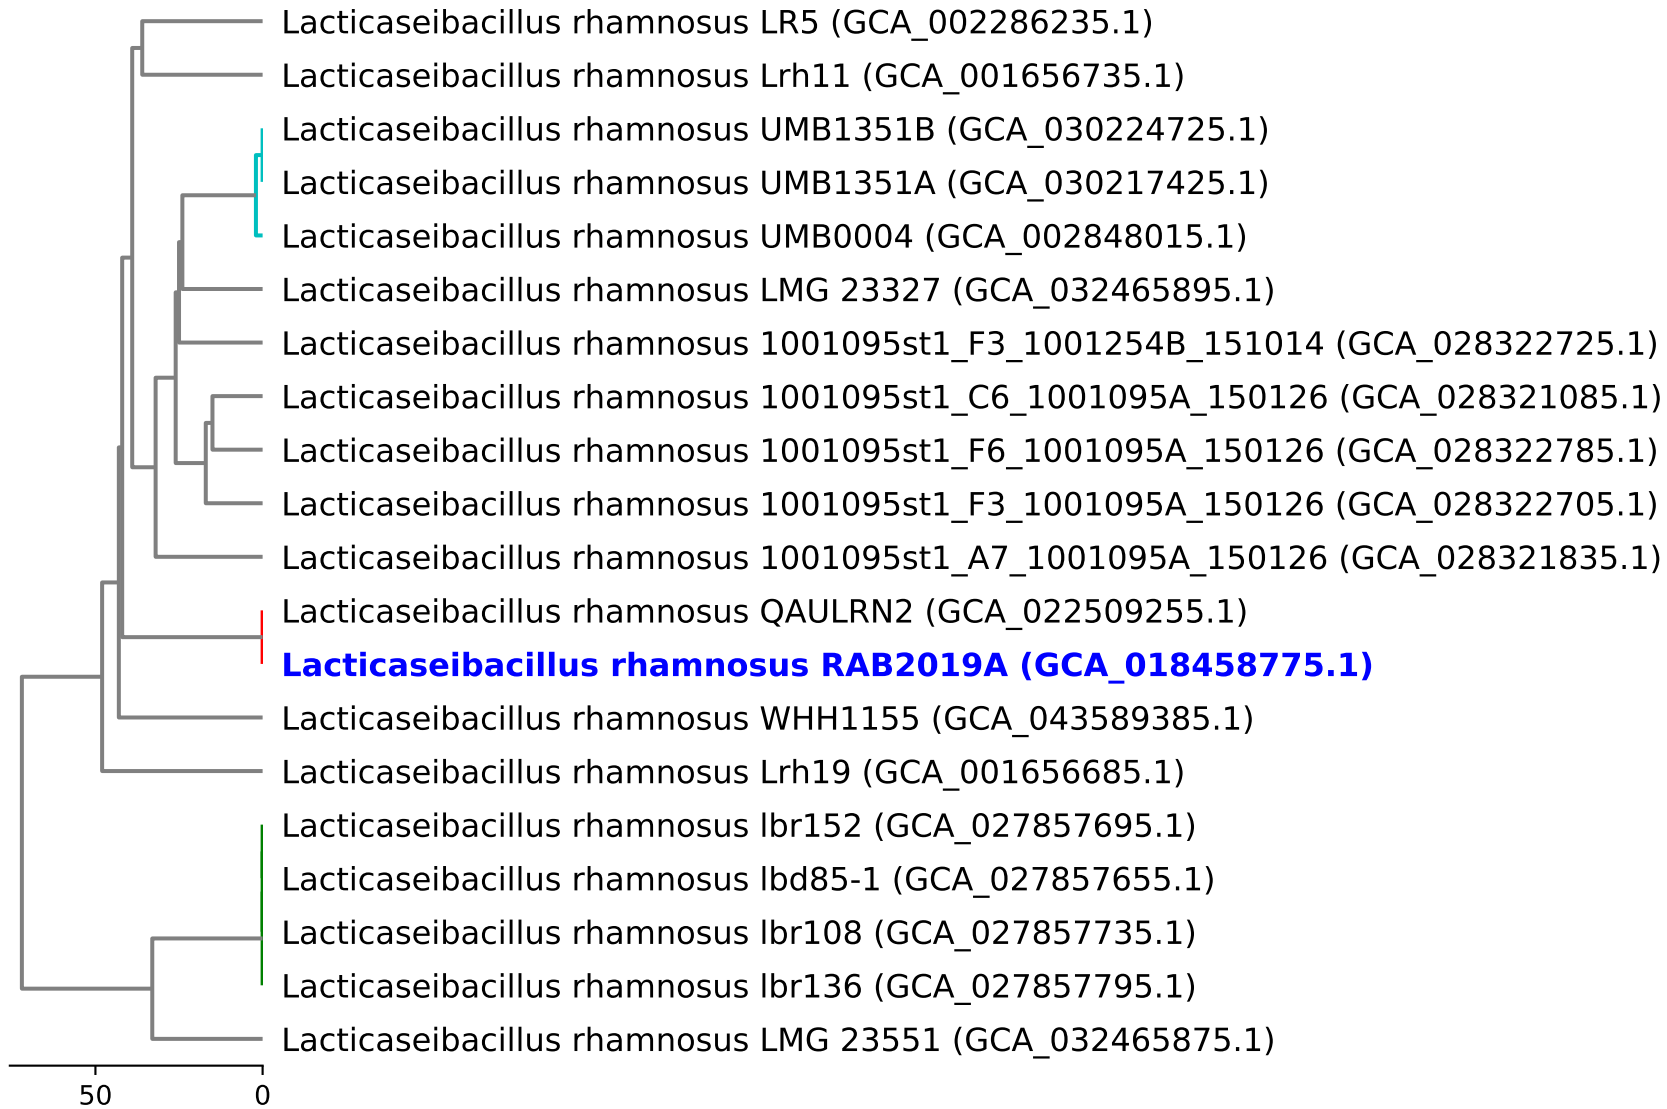 Lacticaseibacillus rhamnosus LR5 (GCA_002286235.1)
Lacticaseibacillus rhamnosus Lrh11 (GCA_001656735.1)
Lacticaseibacillus rhamnosus UMB1351B (GCA_030224725.1)
Lacticaseibacillus rhamnosus UMB1351A (GCA_030217425.1)
Lacticaseibacillus rhamnosus UMB0004 (GCA_002848015.1)
Lacticaseibacillus rhamnosus LMG 23327 (GCA_032465895.1)
Lacticaseibacillus rhamnosus 1001095st1_F3_1001254B_151014 (GCA_028322725.1)
Lacticaseibacillus rhamnosus 1001095st1_C6_1001095A_150126 (GCA_028321085.1)
Lacticaseibacillus rhamnosus 1001095st1_F6_1001095A_150126 (GCA_028322785.1)
Lacticaseibacillus rhamnosus 1001095st1_F3_1001095A_150126 (GCA_028322705.1)
Lacticaseibacillus rhamnosus 1001095st1_A7_1001095A_150126 (GCA_028321835.1)
Lacticaseibacillus rhamnosus QAULRN2 (GCA_022509255.1)
Lacticaseibacillus rhamnosus RAB2019A (GCA_018458775.1)
Lacticaseibacillus rhamnosus WHH1155 (GCA_043589385.1)
Lacticaseibacillus rhamnosus Lrh19 (GCA_001656685.1)
Lacticaseibacillus rhamnosus lbr152 (GCA_027857695.1)
Lacticaseibacillus rhamnosus lbd85-1 (GCA_027857655.1)
Lacticaseibacillus rhamnosus lbr108 (GCA_027857735.1)
Lacticaseibacillus rhamnosus lbr136 (GCA_027857795.1)
Lacticaseibacillus rhamnosus LMG 23551 (GCA_032465875.1)
50 0